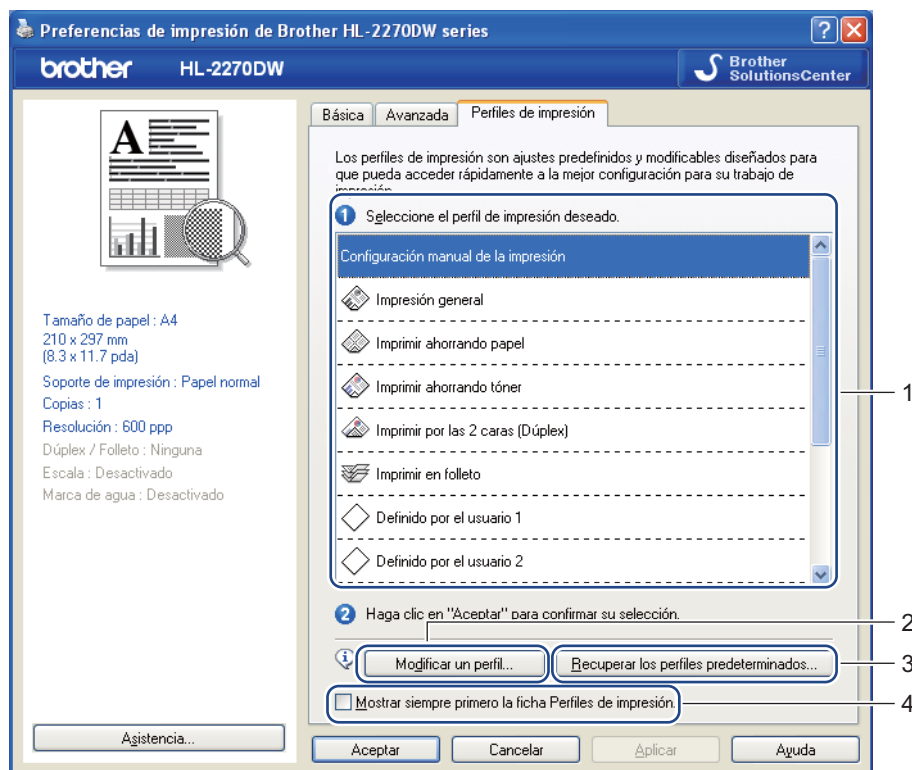 Preferencias de impresión de Brother HL-2270DW series
brother HL-2270DW
Brother
SolutionsCenter
Básica Avanzada Perfiles de impresión
Los perfiles de impresión son ajustes predefinidos y modificables diseñados para
que pueda acceder rápidamente a la mejor configuración para su trabajo de
impresión.
1 Seleccione el perfil de impresión deseado.
Configuración manual de la impresión
Impresión general
Imprimir ahorrando papel
Imprimir ahorrando tóner
Imprimir por las 2 caras (Dúplex)
Imprimir en folleto
Definido por el usuario 1
Definido por el usuario 2
1
2 Haga clic en "Aceptar" para confirmar su selección.
2
Modificar un perfil... Recuperar los perfiles predeterminados...
3
Mostrar siempre primero la ficha Perfiles de impresión.
4
A
Tamaño de papel : A4
210 x 297 mm
(8.3 x 11.7 pda)
Soporte de impresión : Papel normal
Copias : 1
Resolución : 600 ppp
Dúplex / Folleto : Ninguna
Escala : Desactivado
Marca de agua : Desactivado
Asistencia...
Aceptar Cancelar Aplicar Ayuda